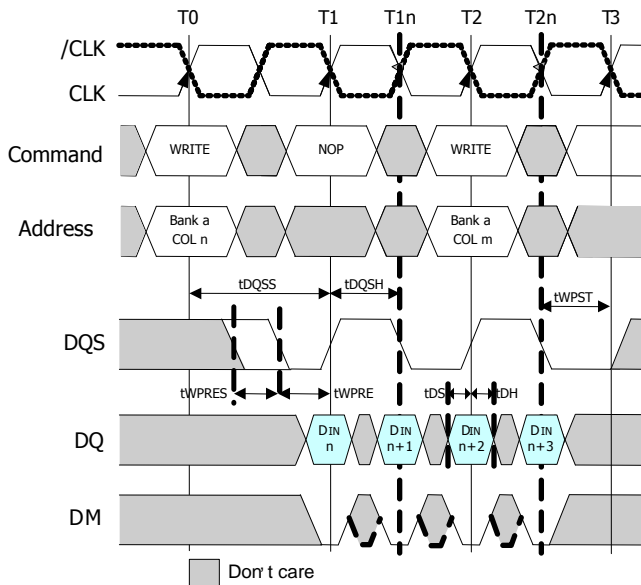 T0 T1 T1n T2 T2n T3
/CLK
CLK
Command WRITE NOP WRITE
Address Bank a COL n Bank a COL m
tDQSS tDQSH tWPST
DQS
tWPRES tWPRE tDS tDH
DQ DIN n DIN n+1 DIN n+2 DIN n+3
DM
Don't care